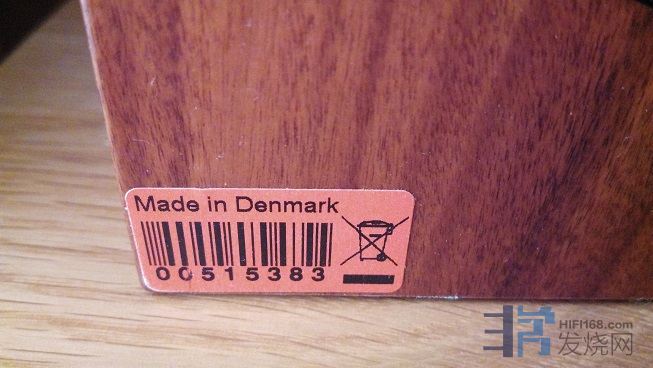 Made in Denmark
00515383
HIFI168.com
发烧网